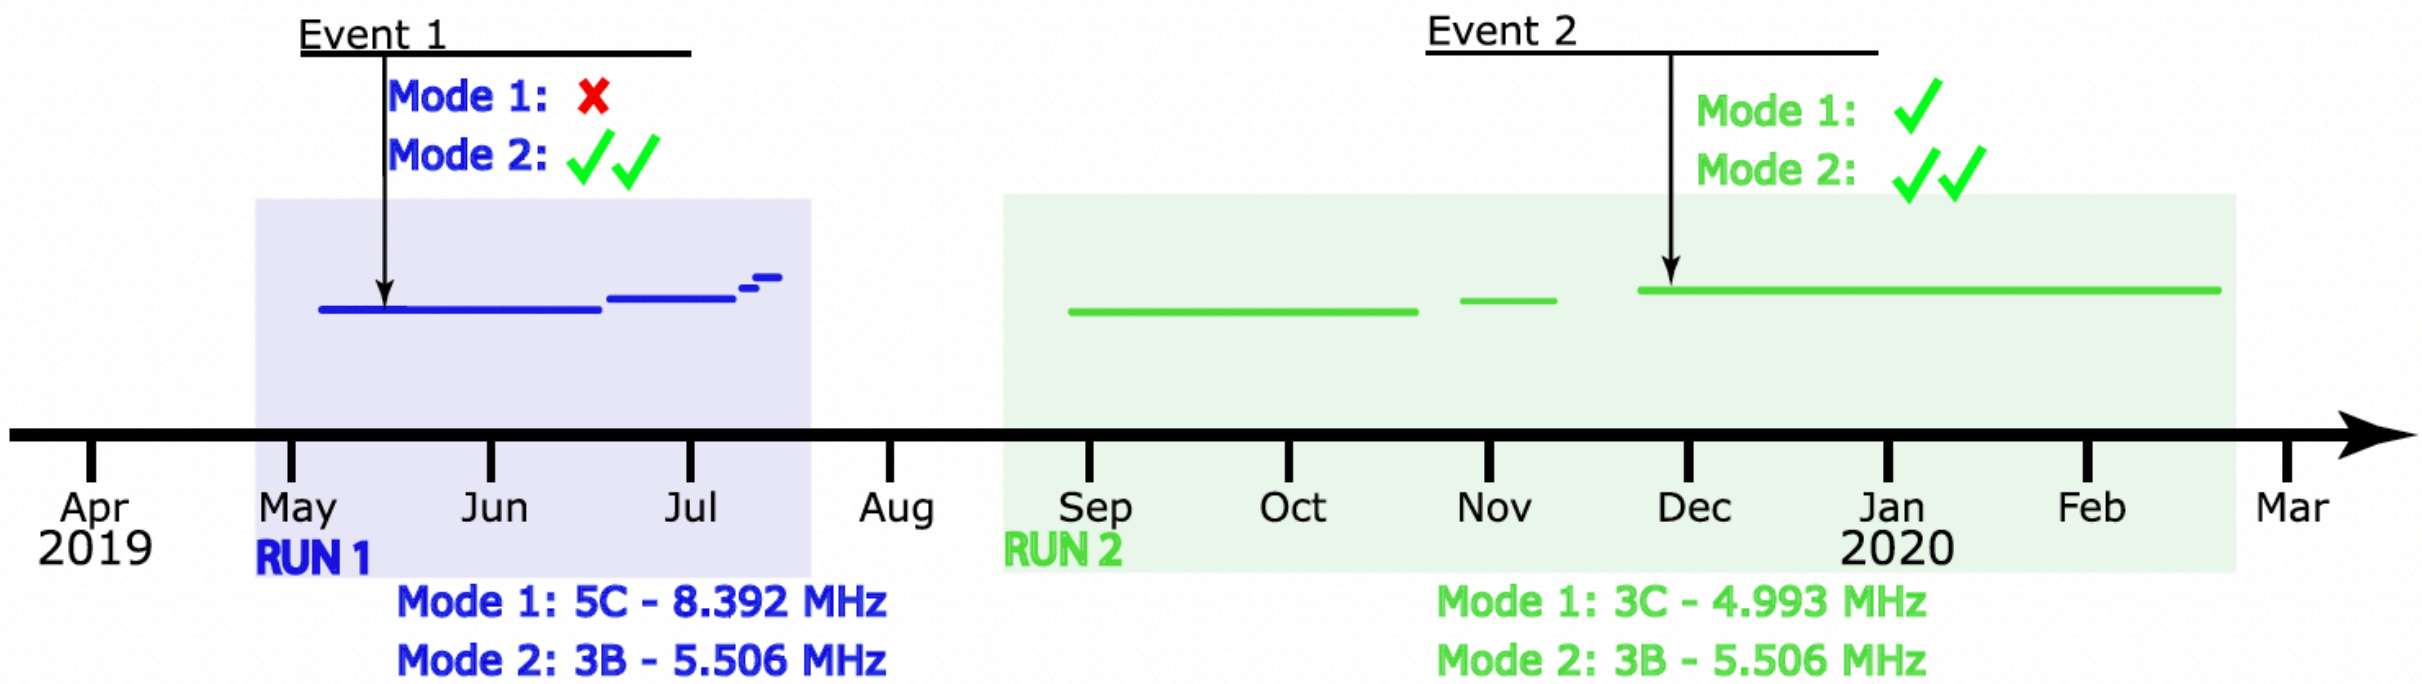 Event 1
Mode 1:
Mode 2:
Event 2
Mode 1:
Mode 2:
Apr May Jun Jul Aug Sep Oct Nov Dec Jan Feb Mar
2019 2020
RUN 1
RUN 2
Mode 1: 5C - 8.392 MHz
Mode 2: 3B - 5.506 MHz
Mode 1: 3C - 4.993 MHz
Mode 2: 3B - 5.506 MHz